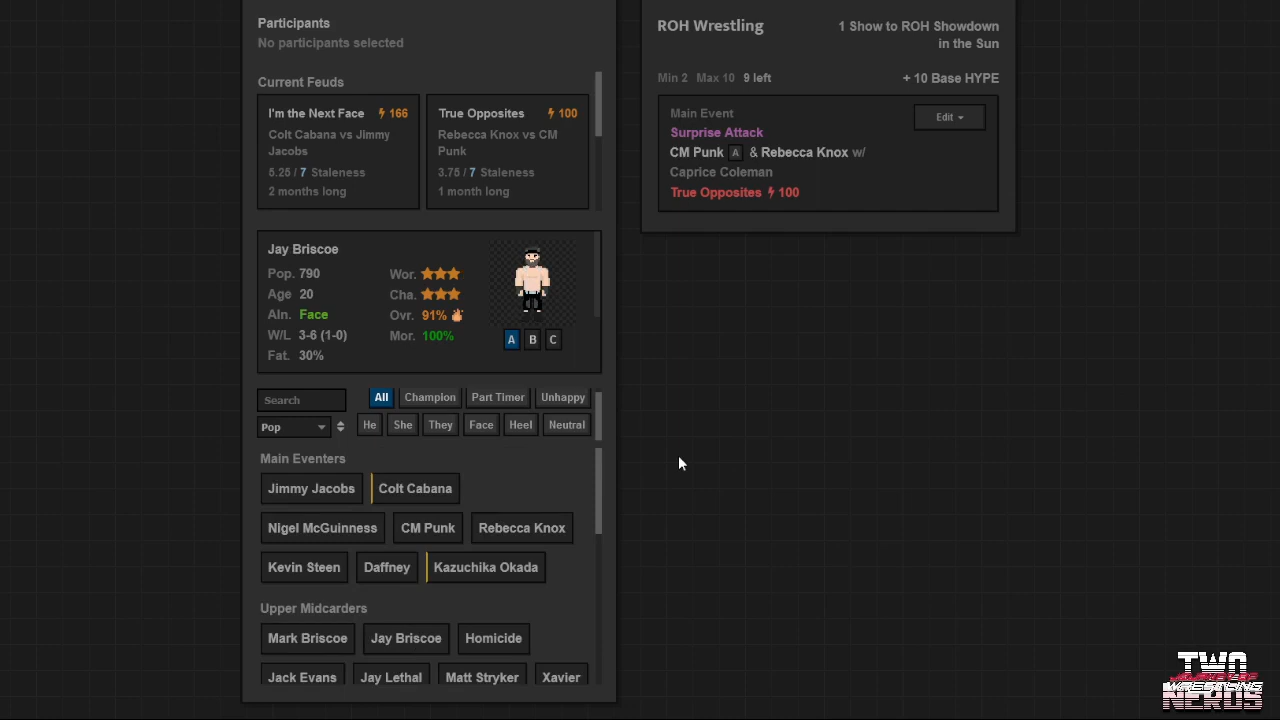 Participants
No participants selected
Current Feuds
I'm the Next Face 166
Colt Cabana vs Jimmy
Jacobs
5.25 / 7 Staleness
2 months long
True Opposites 100
Rebecca Knox vs CM
Punk
3.75 / 7 Staleness
1 month long
Jay Briscoe
Pop. 790
Age 20
Aln. Face
W/L 3-6 (1-0)
Fat. 30%
Wor.
Cha.
Ovr. 91%
Mor. 100%
A B C
Search
Pop
All Champion Part Timer Unhappy
He She They Face Heel Neutral
Main Eventers
Jimmy Jacobs Colt Cabana
Nigel McGuinness CM Punk Rebecca Knox
Kevin Steen Daffney Kazuchika Okada
Upper Midcarders
Mark Briscoe Jay Briscoe Homicide
Jack Evans Jay Lethal Matt Stryker Xavier
ROH Wrestling
1 Show to ROH Showdown
in the Sun
Min 2 Max 10 9 left
+ 10 Base HYPE
Main Event
Edit
Surprise Attack
CM Punk A & Rebecca Knox w/
Caprice Coleman
True Opposites 100
TWO
WRESTLING
NERDS